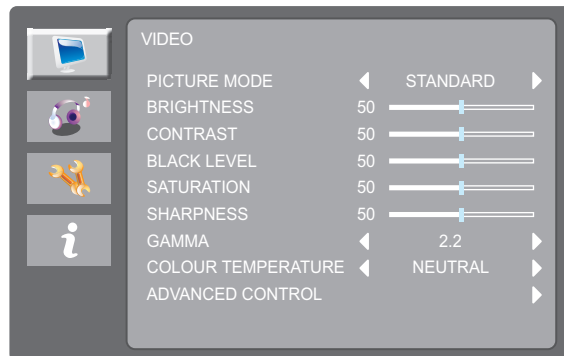 VIDEO
PICTURE MODE STANDARD
BRIGHTNESS 50
CONTRAST 50
BLACK LEVEL 50
SATURATION 50
SHARPNESS 50
GAMMA 2.2
COLOUR TEMPERATURE NEUTRAL
ADVANCED CONTROL
i